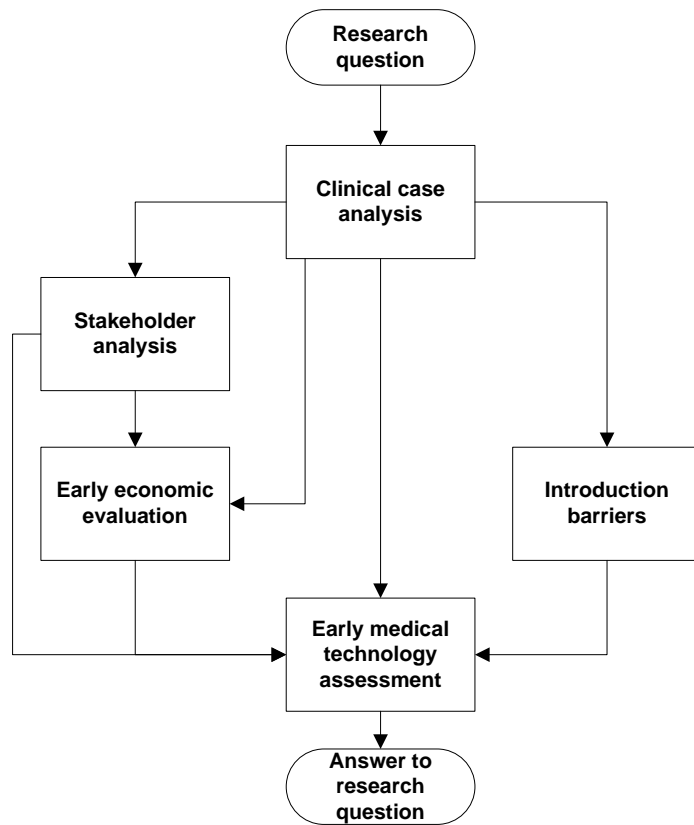 Research
question
Clinical case
analysis
Stakeholder
analysis
Early economic
evaluation
Introduction
barriers
Early medical
technology
assessment
Answer to
research
question